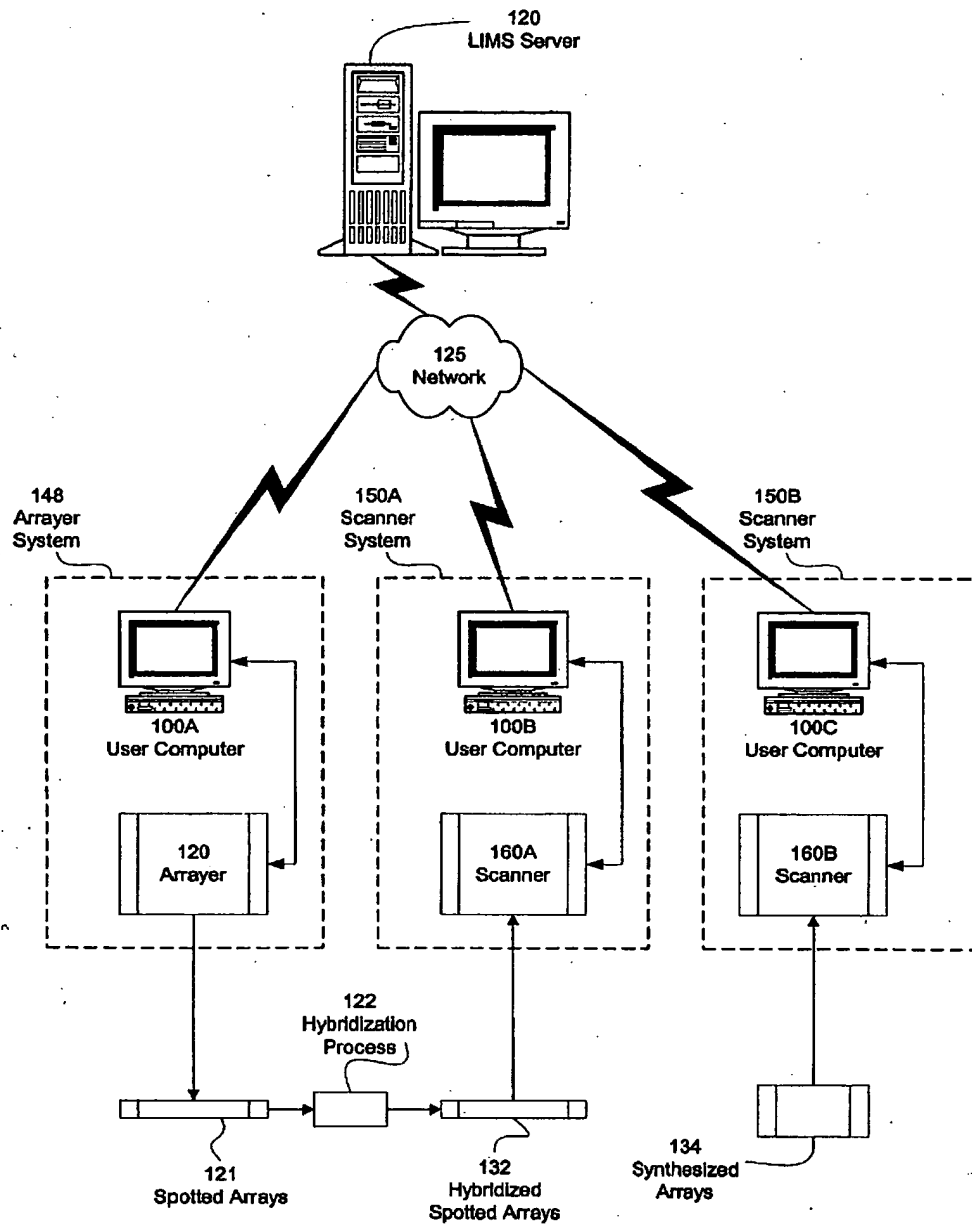 120
LIMS Server
125
Network
148
Arrayer
System
150A
Scanner
System
150B
Scanner
System
100A
User Computer
100B
User Computer
100C
User Computer
120
Arrayer
160A
Scanner
160B
Scanner
122
Hybridization
Process
121
Spotted Arrays
132
Hybridized
Spotted Arrays
134
Synthesized
Arrays